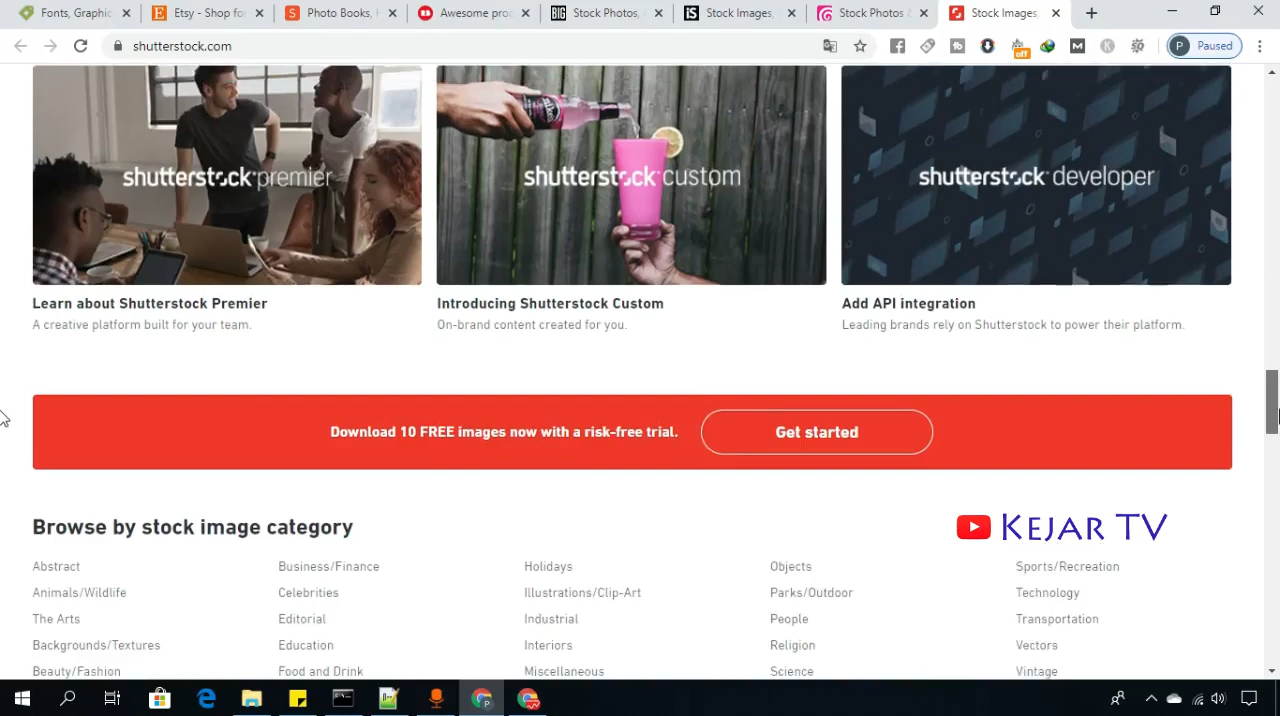 Fonts, Graphic
Etsy - Shop for
Photo Books, F
Awesome proc
Stock Photos,
Stock Images,
Stock Photos &
Stock Images,
shutterstock.com
off
P Paused
shutterstock premier
shutterstock custom
shutterstock developer
Learn about Shutterstock Premier
Introducing Shutterstock Custom
Add API integration
A creative platform built for your team.
On-brand content created for you.
Leading brands rely on Shutterstock to power their platform.
Download 10 FREE images now with a risk-free trial.
Get started
Browse by stock image category
KEJAR TV
Abstract
Business/Finance
Holidays
Objects
Sports/Recreation
Animals/Wildlife
Celebrities
Illustrations/Clip-Art
Parks/Outdoor
Technology
The Arts
Editorial
Industrial
People
Transportation
Backgrounds/Textures
Education
Interiors
Religion
Vectors
Beauty/Fashion
Food and Drink
Miscellaneous
Science
Vintage